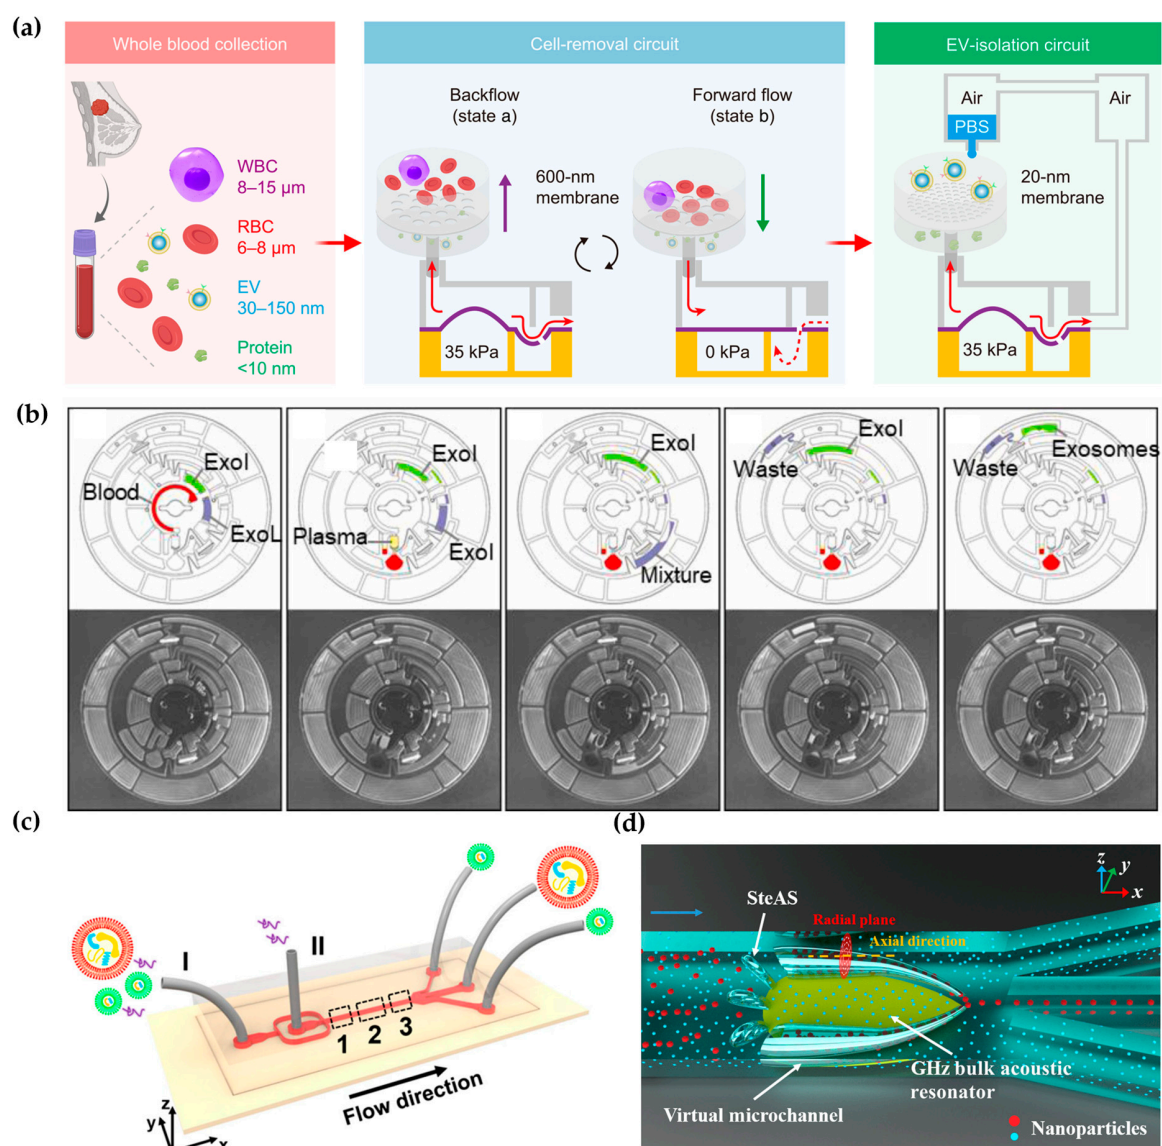 (a)
Whole blood collection
Cell-removal circuit
EV-isolation circuit
WBC
8–15 µm
RBC
6–8 µm
EV
30–150 nm
Protein
<10 nm
Backflow
(state a)
600-nm
membrane
Forward flow
(state b)
35 kPa
0 kPa
Air
Air
PBS
20-nm
membrane
35 kPa
(b)
ExoI
Blood
ExoL
ExoI
Plasma
ExoI
ExoI
Mixture
Waste
ExoI
Waste
Exosomes
(c)
I
II
1
2
3
Flow direction
z
y
x
(d)
SteAS
Radial plane
Axial direction
z
y
x
GHz bulk acoustic
resonator
Virtual microchannel
Nanoparticles